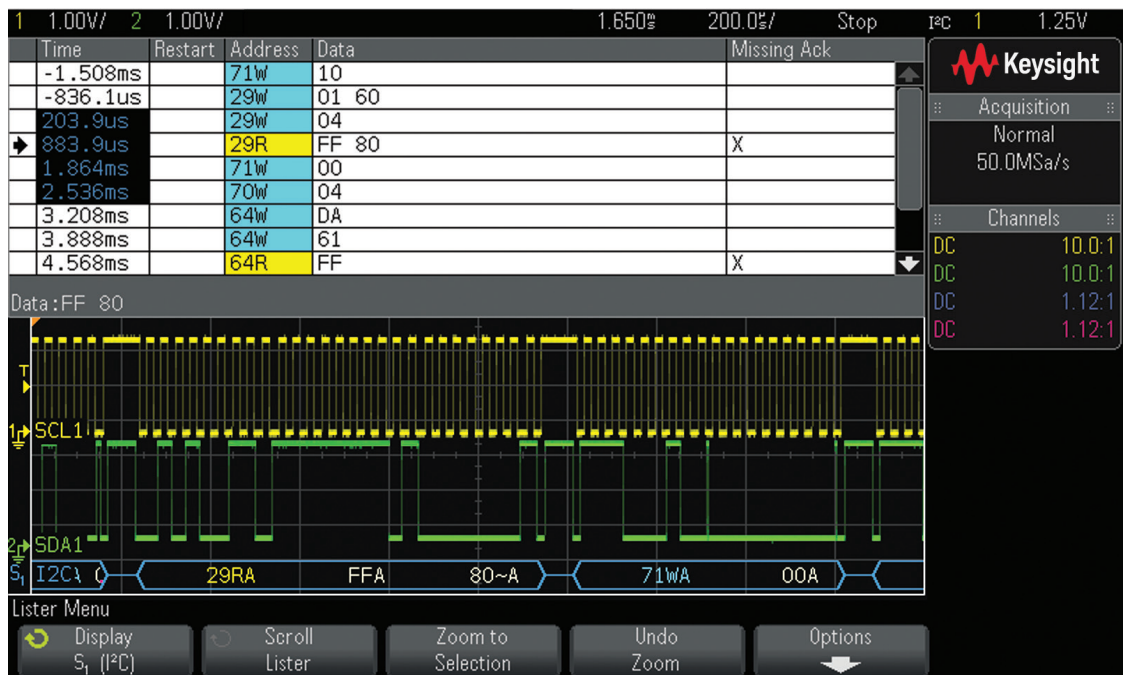 1 1.00V/ 2 1.00V/ 1.650ms 200.0us/ Stop I²C 1 1.25V
Time Restart Address Data Missing Ack
-1.508ms 71W 10
-836.1us 29W 01 60
203.9us 29W 04
883.9us 29R FF 80 X
1.864ms 71W 00
2.536ms 70W 04
3.208ms 64W DA
3.888ms 64W 61
4.568ms 64R FF X
Data:FF 80
Keysight
Acquisition
Normal
50.0MSa/s
Channels
DC 10.0:1
DC 10.0:1
DC 1.12:1
DC 1.12:1
T
1 SCL1
2 SDA1
S1 I2C1 29RA FFA 80~A 71WA 00A
Lister Menu
Display
S1 (I²C)
Scroll
Lister
Zoom to
Selection
Undo
Zoom
Options